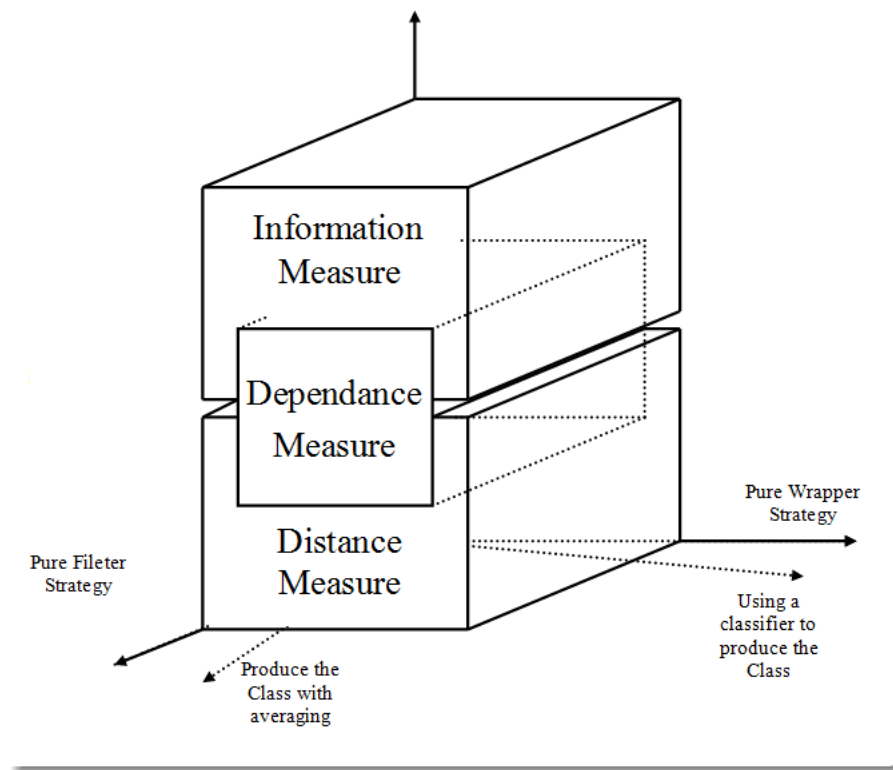 Information
Measure
Dependance
Measure
Distance
Measure
Pure Wrapper
Strategy
Pure Fileter
Strategy
Using a
classifier to
produce the
Class
Produce the
Class with
averaging